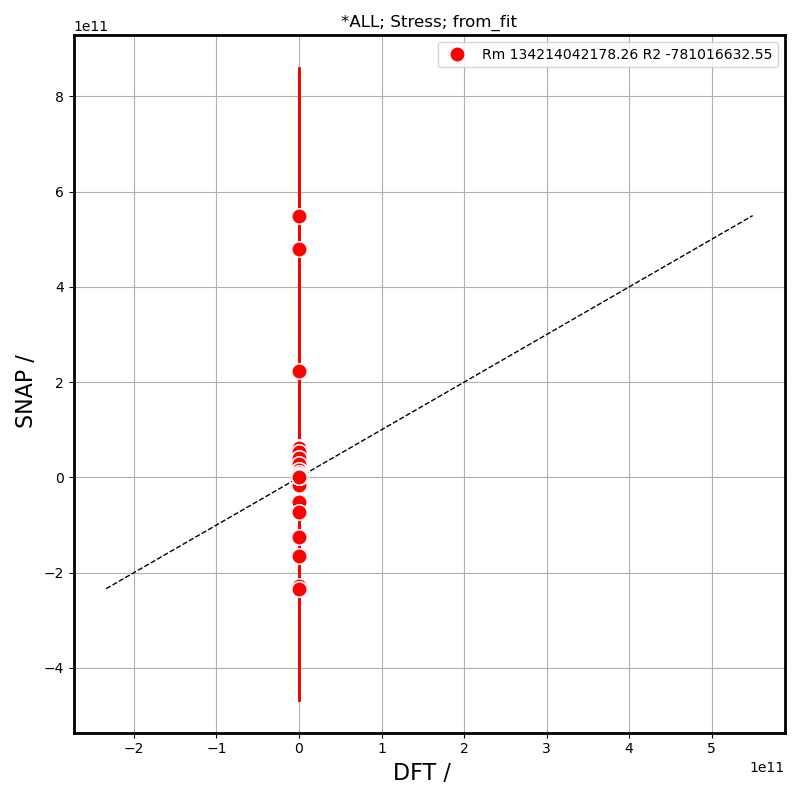 *ALL; Stress; from_fit
1e11
Rm 134214042178.26 R2 -781016632.55
8
6
4
2
0
−2
−4
SNAP /
−2 −1 0 1 2 3 4 5
1e11
DFT /